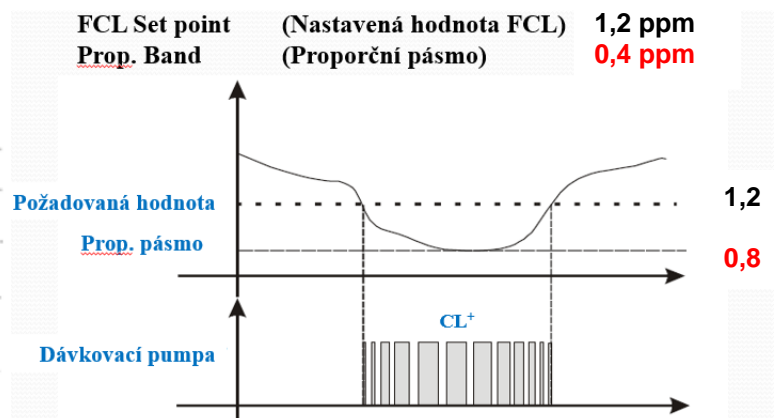 FCL Set point (Nastavená hodnota FCL) 1,2 ppm
Prop. Band (Proporční pásmo) 0,4 ppm
Požadovaná hodnota 1,2
Prop. pásmo 0,8
CL⁺
Dávkovací pumpa